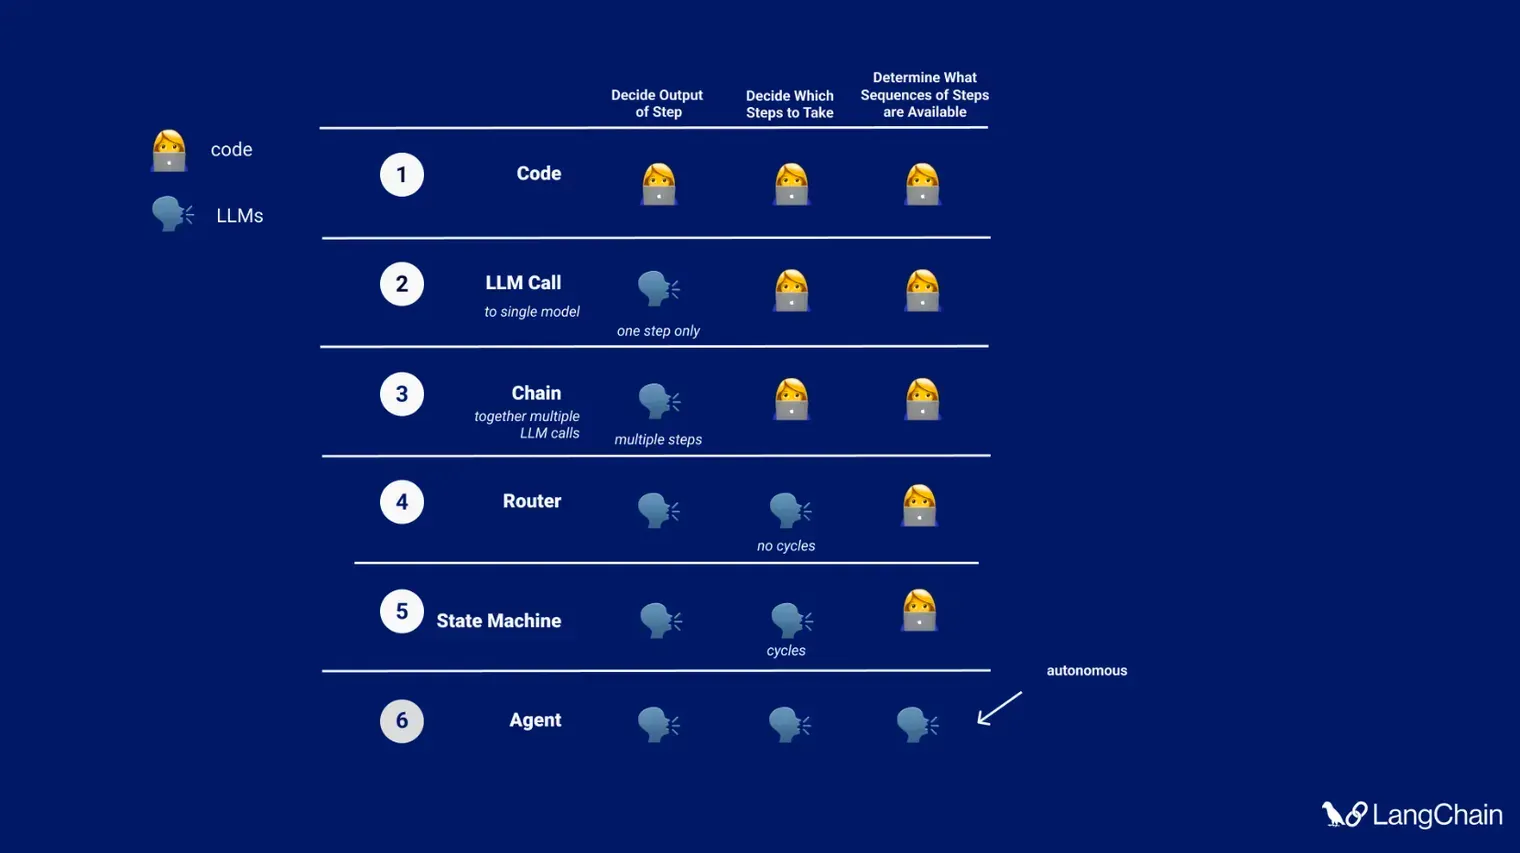 Decide Output
of Step
Decide Which
Steps to Take
Determine What
Sequences of Steps
are Available
code
LLMs
1
Code
2
LLM Call
to single model
one step only
3
Chain
together multiple
LLM calls
multiple steps
4
Router
no cycles
5
State Machine
cycles
autonomous
6
Agent
LangChain